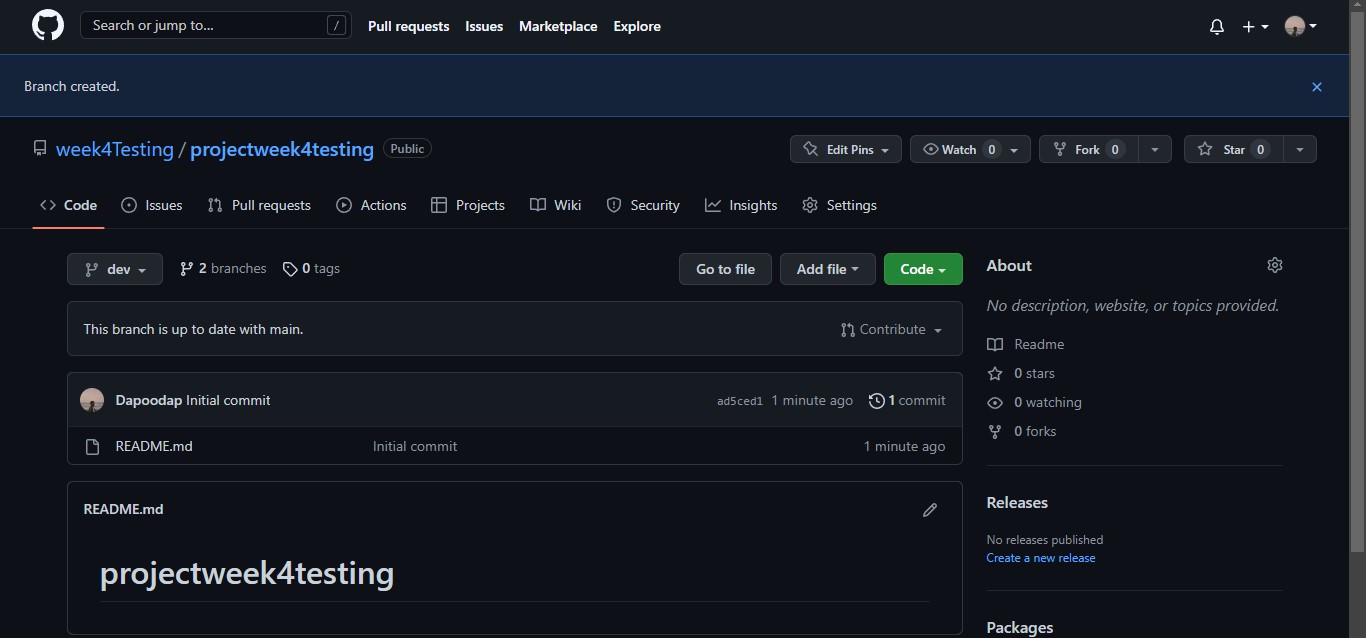 Search or jump to... / Pull requests Issues Marketplace Explore
Branch created.
week4Testing / projectweek4testing Public Edit Pins Watch 0 Fork 0 Star 0
Code Issues Pull requests Actions Projects Wiki Security Insights Settings
dev 2 branches 0 tags Go to file Add file Code
This branch is up to date with main. Contribute
Dapoodap Initial commit ad5ced1 1 minute ago 1 commit
README.md Initial commit 1 minute ago
README.md
projectweek4testing
About
No description, website, or topics provided.
Readme
0 stars
0 watching
0 forks
Releases
No releases published
Create a new release
Packages